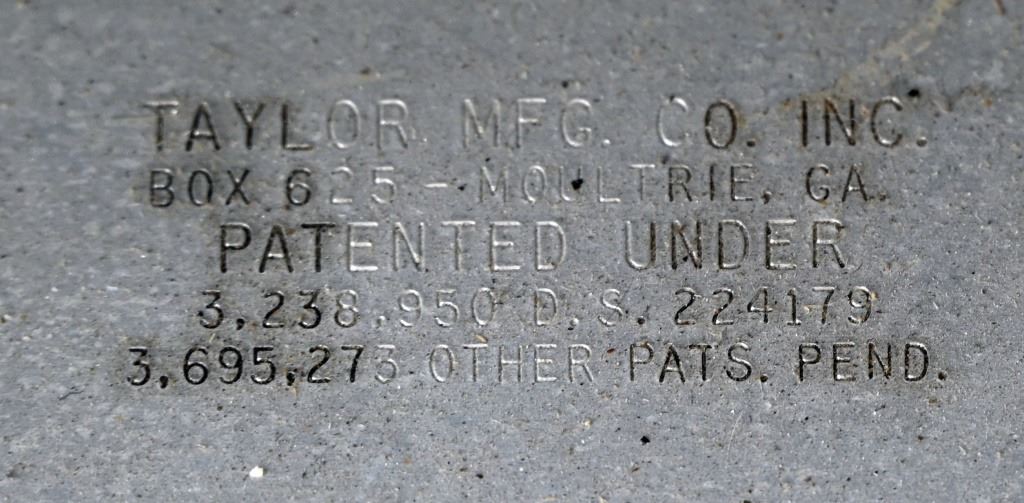 TAYLOR MFG. CO. INC.
BOX 625 - MOULTRIE, GA.
PATENTED UNDER
3,238,950 D.S. 224179
3,695,273 OTHER PATS. PEND.